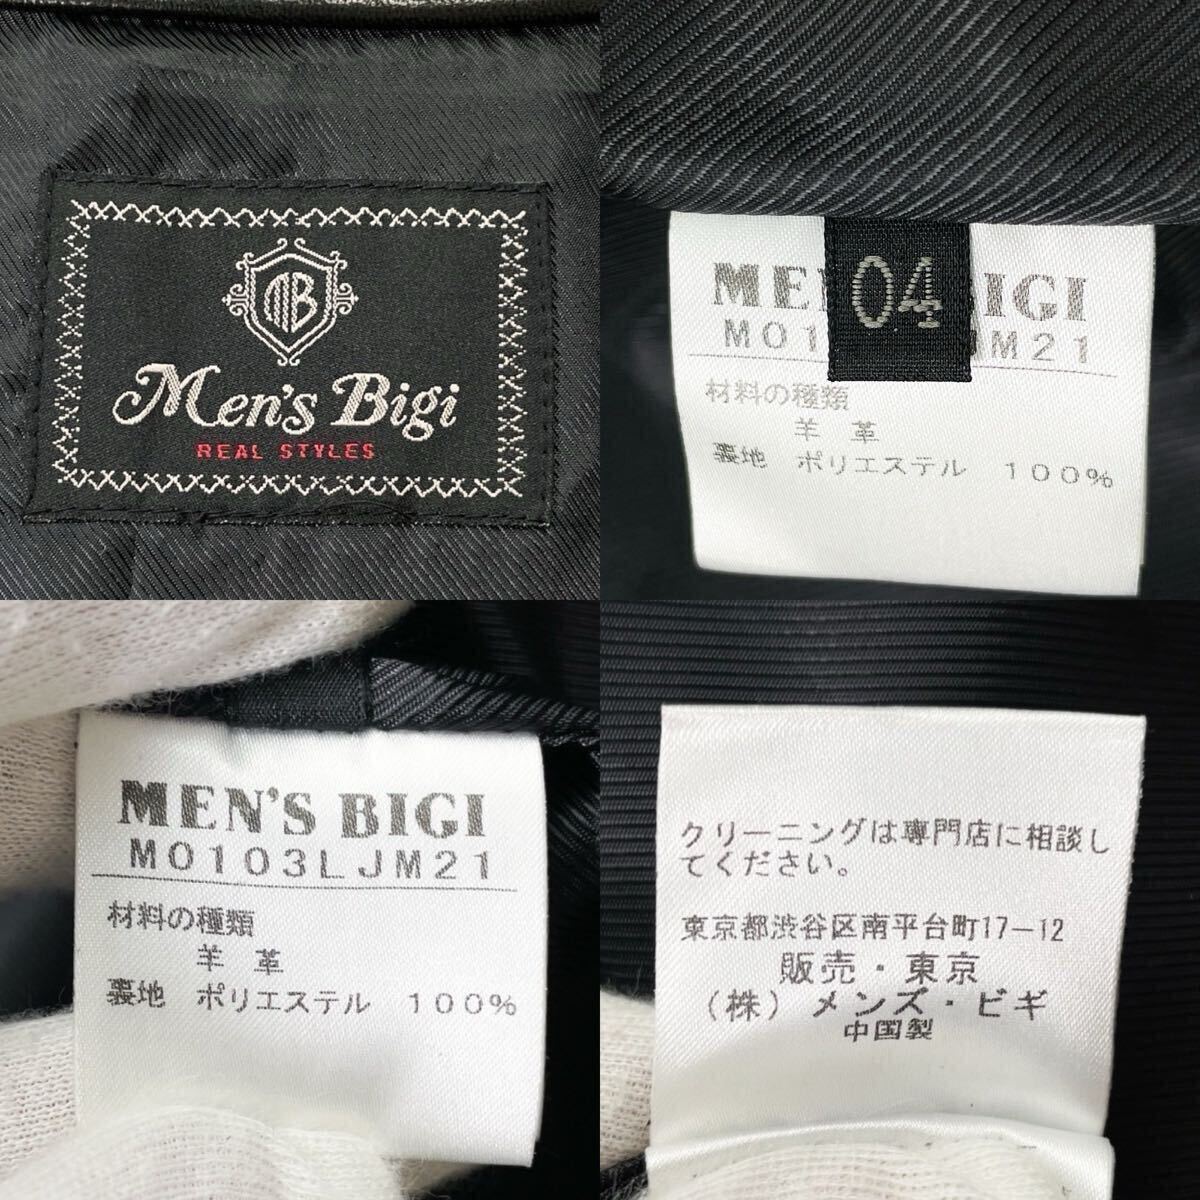 MB
Men's Bigi
REAL STYLES
04
BIGI
M01
JM21
材料の種類
羊 革
裏地 ポリエステル 100%
MEN'S BIGI
M0103LJM21
材料の種類
羊 革
裏地 ポリエステル 100%
クリーニングは専門店に相談し
てください。
東京都渋谷区南平台町17-12
販売・東京
(株)メンズ・ビギ
中国製